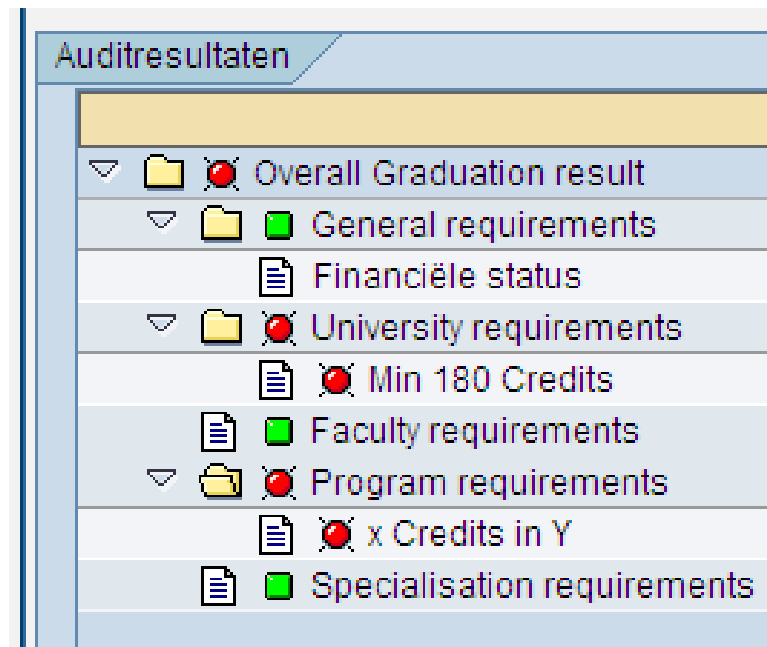 Auditresultaten
Overall Graduation result
General requirements
Financiële status
University requirements
Min 180 Credits
Faculty requirements
Program requirements
x Credits in Y
Specialisation requirements